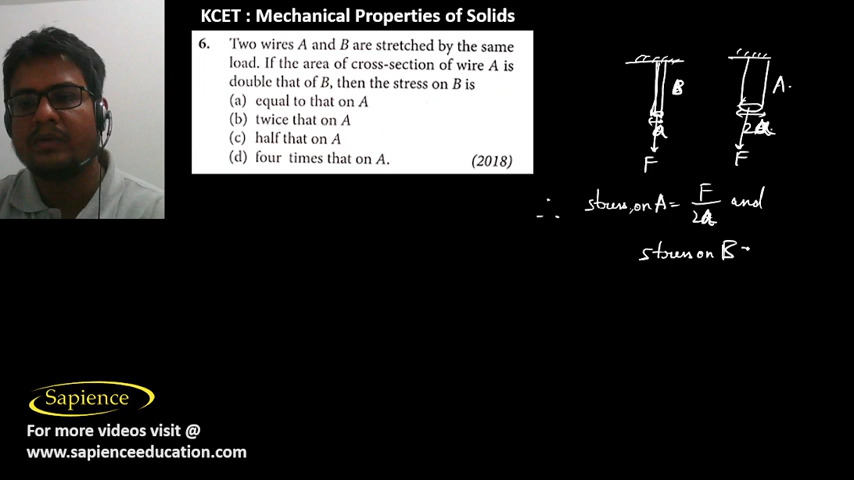 KCET : Mechanical Properties of Solids
6. Two wires A and B are stretched by the same
load. If the area of cross-section of wire A is
double that of B, then the stress on B is
(a) equal to that on A
(b) twice that on A
(c) half that on A
(d) four times that on A. (2018)
B
A.
a
2a
F
F
∴ stress on A = F/2a and
stress on B -
Sapience
For more videos visit @
www.sapienceeducation.com